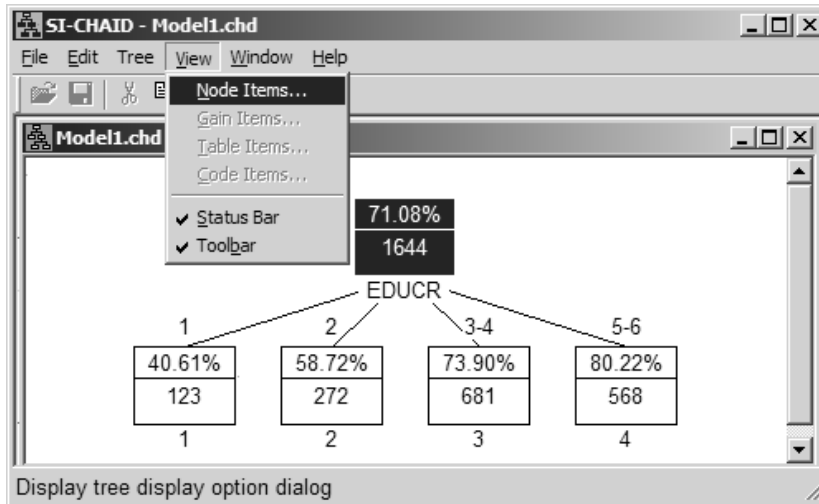 SI-CHAID - Model1.chd
File Edit Tree View Window Help
Node Items...
Gain Items...
Table Items...
Code Items...
Status Bar
Toolbar
Model1.chd
71.08%
1644
EDUCR
1 2 3-4 5-6
40.61% 58.72% 73.90% 80.22%
123 272 681 568
1 2 3 4
Display tree display option dialog